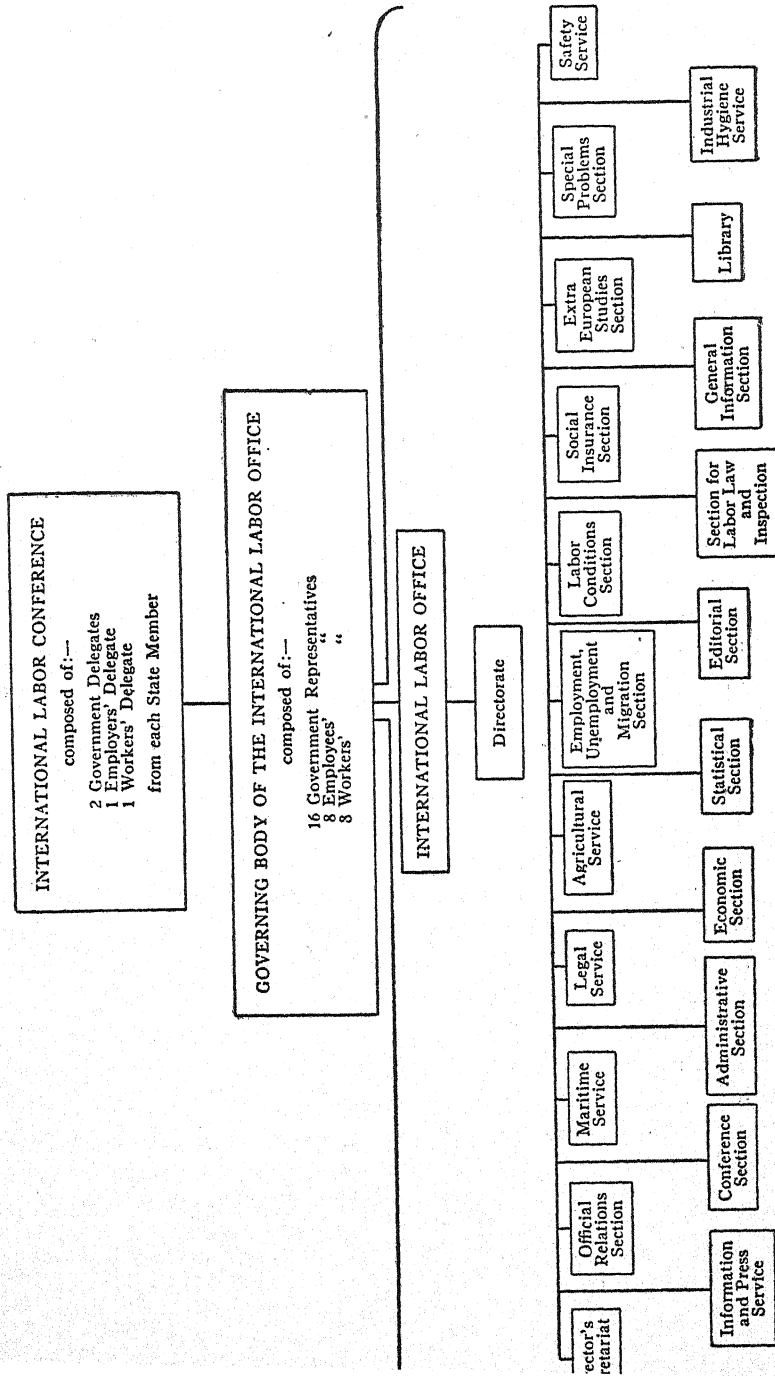 INTERNATIONAL LABOR CONFERENCE
composed of:—
2 Government Delegates
1 Employers' Delegate
1 Workers' Delegate
from each State Member
GOVERNING BODY OF THE INTERNATIONAL LABOR OFFICE
composed of:—
16 Government Representatives
8 Employees' “
8 Workers' “
INTERNATIONAL LABOR OFFICE
Directorate
rector's
retariat
Official
Relations
Section
Maritime
Service
Legal
Service
Agricultural
Service
Employment,
Unemployment
and
Migration
Section
Labor
Conditions
Section
Social
Insurance
Section
Extra
European
Studies
Section
Special
Problems
Section
Safety
Service
Information
and Press
Service
Conference
Section
Administrative
Section
Economic
Section
Statistical
Section
Editorial
Section
Section for
Labor Law
and
Inspection
General
Information
Section
Library
Industrial
Hygiene
Service